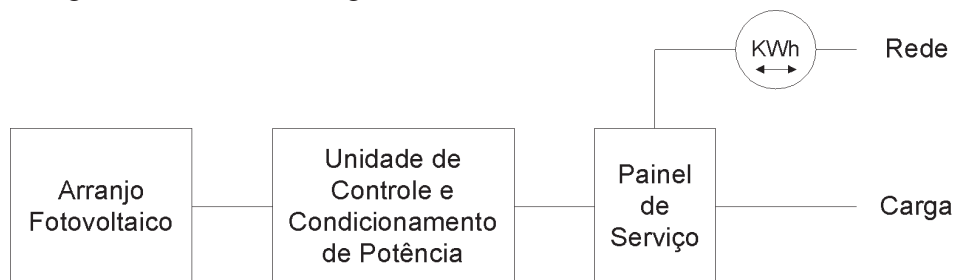 KWh
Rede
Arranjo
Fotovoltaico
Unidade de
Controle e
Condicionamento
de Potência
Painel
de
Serviço
Carga